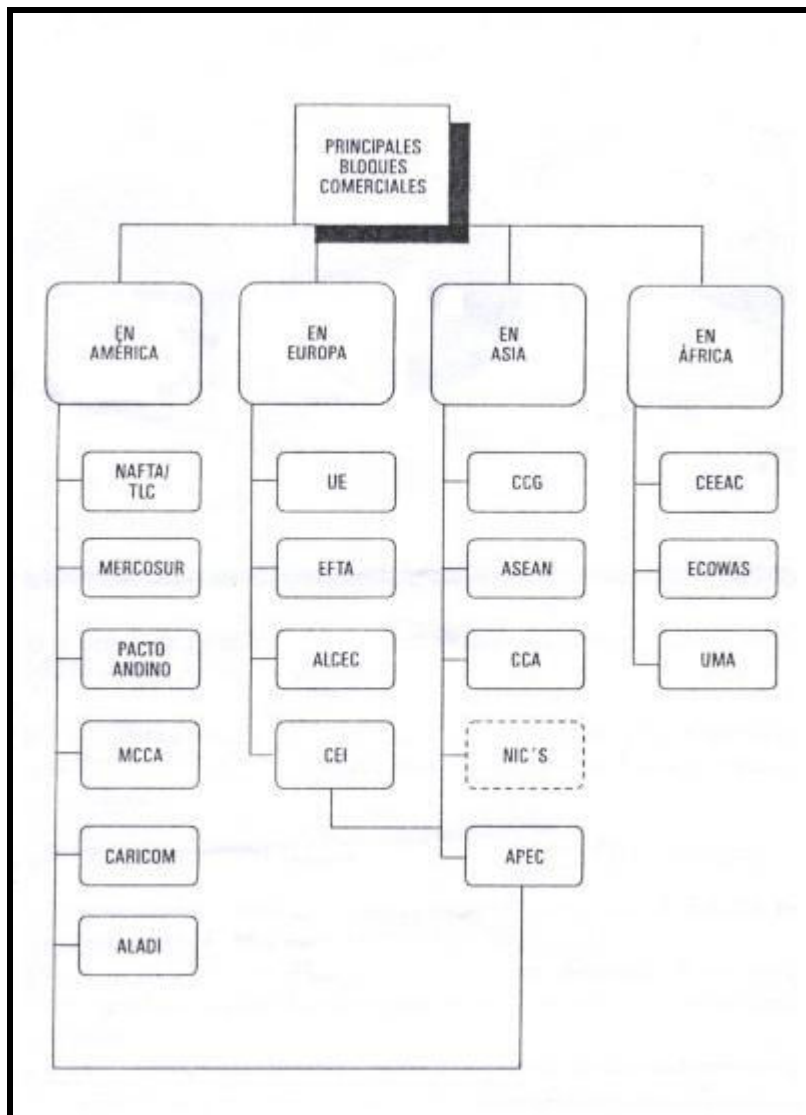 PRINCIPALES
BLOQUES
COMERCIALES
EN
AMÉRICA
EN
EUROPA
EN
ASIA
EN
ÁFRICA
NAFTA/
TLC
MERCOSUR
PACTO
ANDINO
MCCA
CARICOM
ALADI
UE
EFTA
ALCEC
CEI
CCG
ASEAN
CCA
NIC´S
APEC
CEEAC
ECOWAS
UMA